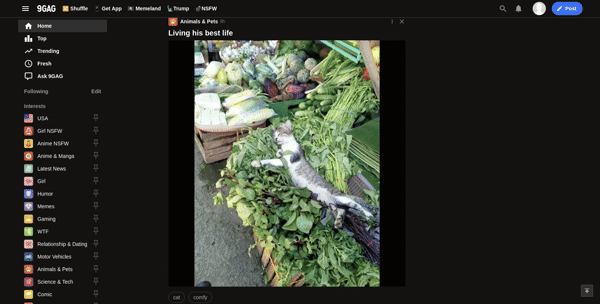 9GAG
Shuffle
Get App
Memeland
Trump
NSFW
Post
Home
Top
Trending
Fresh
Ask 9GAG
Following
Edit
Interests
USA
Girl NSFW
Anime NSFW
Anime & Manga
Latest News
Girl
Humor
Memes
Gaming
WTF
Relationship & Dating
Motor Vehicles
Animals & Pets
Science & Tech
Comic
Animals & Pets
Living his best life
cat
comfy